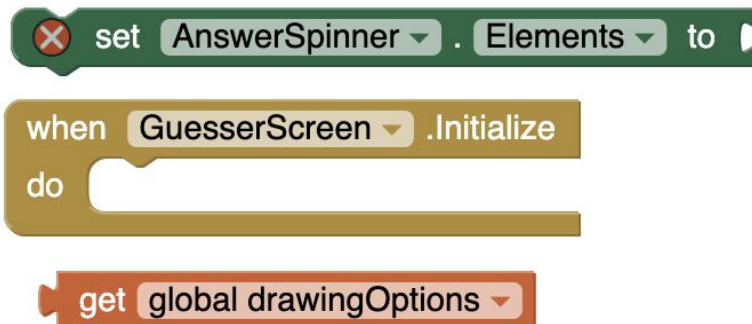 set AnswerSpinner . Elements to
when GuesserScreen .Initialize
do
get global drawingOptions